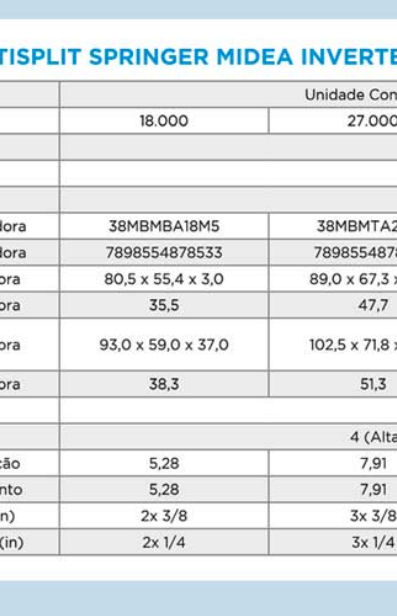 TISPLIT SPRINGER MIDEA INVERTE
Unidade Con
18.000 27.000
dora 38MBMBA18M5 38MBMTA2
dora 7898554878533 789855487
ora 80,5 x 55,4 x 3,0 89,0 x 67,3 x
ora 35,5 47,7
ora 93,0 x 59,0 x 37,0 102,5 x 71,8 x
ora 38,3 51,3
4 (Alta
ção 5,28 7,91
nto 5,28 7,91
n) 2x 3/8 3x 3/8
(in) 2x 1/4 3x 1/4